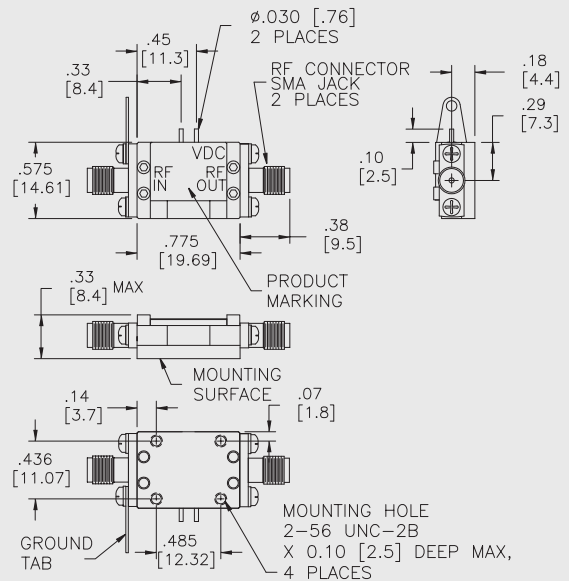 ø.030 [.76]
2 PLACES
.45
[11.3]
.33
[8.4]
RF CONNECTOR
SMA JACK
2 PLACES
.18
[4.4]
.29
[7.3]
.10
[2.5]
VDC
RF
IN
RF
OUT
.575
[14.61]
.775
[19.69]
.38
[9.5]
PRODUCT
MARKING
.33
[8.4] MAX
MOUNTING
SURFACE
.14
[3.7]
.07
[1.8]
.436
[11.07]
.485
[12.32]
GROUND
TAB
MOUNTING HOLE
2-56 UNC-2B
X 0.10 [2.5] DEEP MAX,
4 PLACES